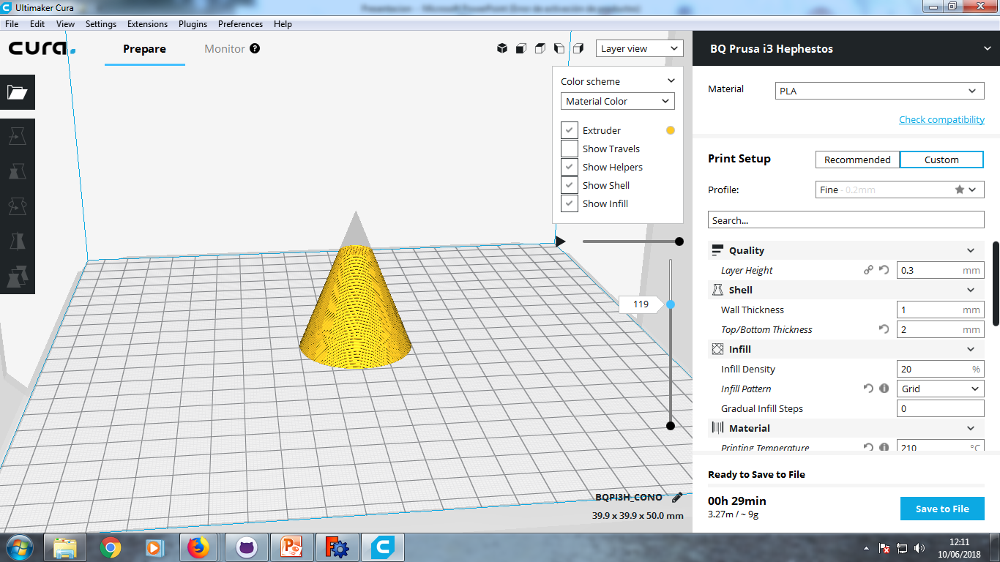 Ultimaker Cura
Presentacion - Microsoft PowerPoint (Error de activación de productos)
File Edit View Settings Extensions Plugins Preferences Help
cura.
Prepare
Monitor ?
Layer view
BQ Prusa i3 Hephestos
Color scheme
Material Color
Extruder
Show Travels
Show Helpers
Show Shell
Show Infill
119
Material
PLA
Check compatibility
Print Setup
Recommended
Custom
Profile:
Fine - 0.2mm
Search...
Quality
Layer Height
0.3 mm
Shell
Wall Thickness
1 mm
Top/Bottom Thickness
2 mm
Infill
Infill Density
20 %
Infill Pattern
Grid
Gradual Infill Steps
0
Material
Printing Temperature
210 °C
Ready to Save to File
00h 29min
3.27m / ~ 9g
Save to File
BQPI3H_CONO
39.9 x 39.9 x 50.0 mm
12:11
10/06/2018